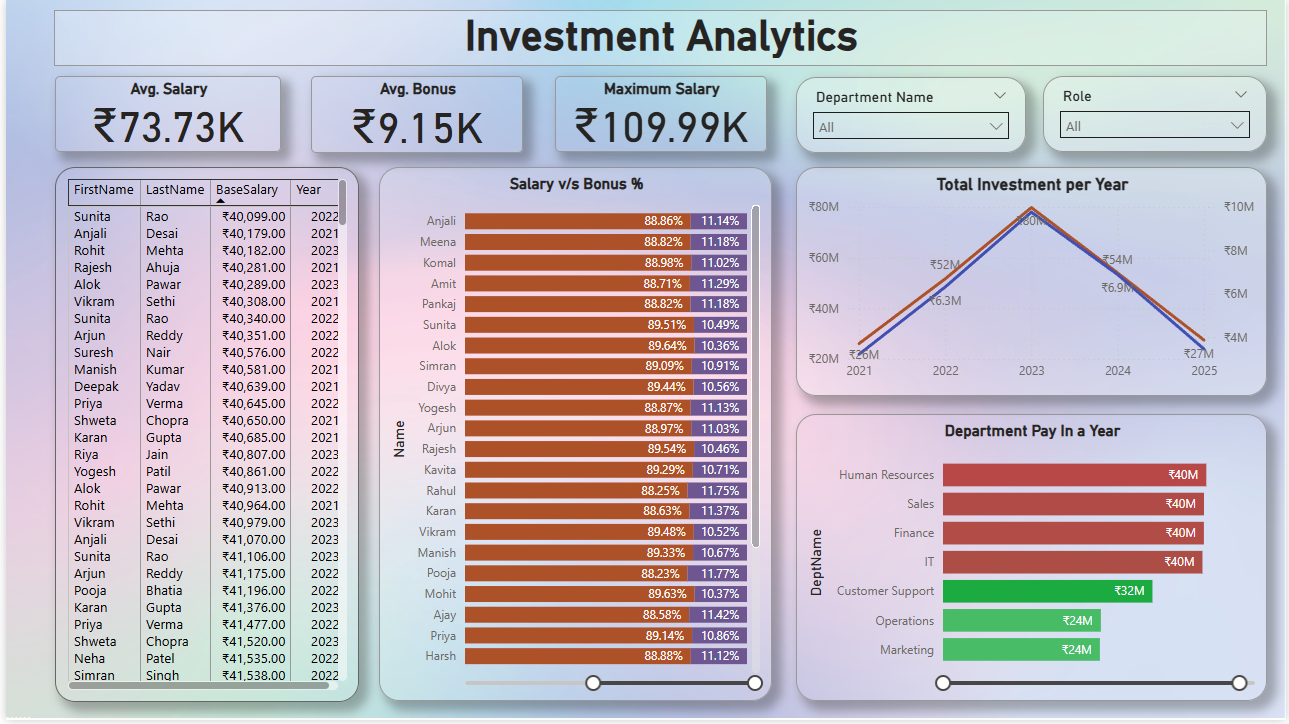 Investment Analytics
Avg. Salary
₹73.73K
Avg. Bonus
₹9.15K
Maximum Salary
₹109.99K
Department Name
All
Role
All
FirstName LastName BaseSalary Year
Sunita Rao ₹40,099.00 2022
Anjali Desai ₹40,179.00 2021
Rohit Mehta ₹40,182.00 2023
Rajesh Ahuja ₹40,281.00 2021
Alok Pawar ₹40,289.00 2023
Vikram Sethi ₹40,308.00 2021
Sunita Rao ₹40,340.00 2022
Arjun Reddy ₹40,351.00 2022
Suresh Nair ₹40,576.00 2022
Manish Kumar ₹40,581.00 2022
Deepak Yadav ₹40,639.00 2021
Priya Verma ₹40,645.00 2022
Shweta Chopra ₹40,650.00 2021
Karan Gupta ₹40,685.00 2021
Riya Jain ₹40,807.00 2023
Yogesh Patil ₹40,861.00 2022
Alok Pawar ₹40,913.00 2022
Rohit Mehta ₹40,964.00 2021
Vikram Sethi ₹40,979.00 2023
Anjali Desai ₹41,070.00 2023
Sunita Rao ₹41,106.00 2023
Arjun Reddy ₹41,175.00 2022
Pooja Bhatia ₹41,196.00 2022
Karan Gupta ₹41,376.00 2023
Priya Verma ₹41,477.00 2022
Shweta Chopra ₹41,520.00 2023
Neha Patel ₹41,535.00 2022
Simran Singh ₹41,538.00 2022
Salary v/s Bonus %
Name
Anjali 88.86% 11.14%
Meena 88.82% 11.18%
Komal 88.98% 11.02%
Amit 88.71% 11.29%
Pankaj 88.82% 11.18%
Sunita 89.51% 10.49%
Alok 89.64% 10.36%
Simran 89.09% 10.91%
Divya 89.44% 10.56%
Yogesh 88.87% 11.13%
Arjun 88.97% 11.03%
Rajesh 89.54% 10.46%
Kavita 89.29% 10.71%
Rahul 88.25% 11.75%
Karan 88.63% 11.37%
Vikram 89.48% 10.52%
Manish 89.33% 10.67%
Pooja 88.23% 11.77%
Mohit 89.63% 10.37%
Ajay 88.58% 11.42%
Priya 89.14% 10.86%
Harsh 88.88% 11.12%
Total Investment per Year
₹80M
₹60M
₹40M
₹20M
₹10M
₹8M
₹6M
₹4M
₹26M
₹52M
₹6.3M
₹80M
₹54M
₹6.9M
₹27M
2021 2022 2023 2024 2025
Department Pay In a Year
DeptName
Human Resources ₹40M
Sales ₹40M
Finance ₹40M
IT ₹40M
Customer Support ₹32M
Operations ₹24M
Marketing ₹24M